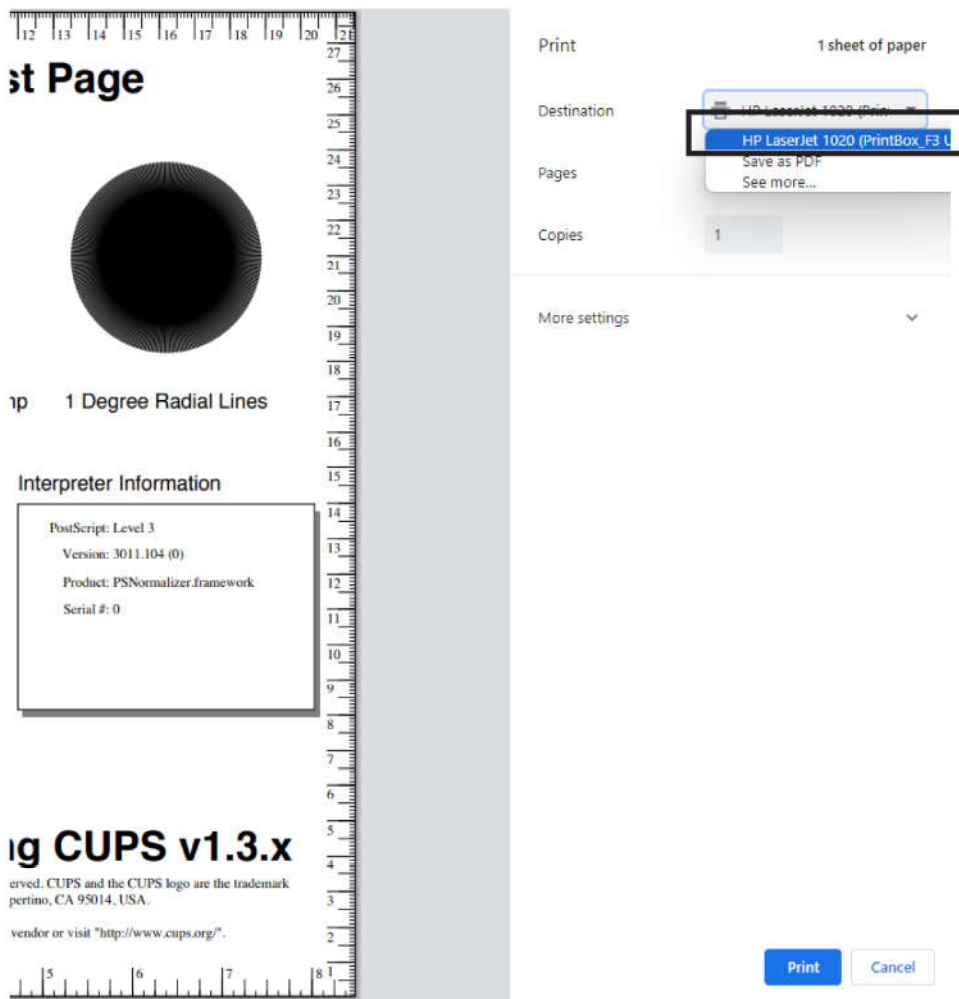 12 13 14 15 16 17 18 19 20 21
27
st Page
26
25
24
23
22
21
20
19
18
np 1 Degree Radial Lines
17
16
Interpreter Information
15
14
PostScript: Level 3
13
Version: 3011.104 (0)
Product: PSNormalizer.framework
12
Serial #: 0
11
10
9
8
7
6
5
ng CUPS v1.3.x
4
erved. CUPS and the CUPS logo are the trademark
pertino, CA 95014, USA.
3
vendor or visit "http://www.cups.org/".
2
5 6 7 8 1
Print 1 sheet of paper
Destination HP LaserJet 1020 (Prin
HP LaserJet 1020 (PrintBox_F3 U
Save as PDF
See more...
Pages
Copies 1
More settings
Print Cancel